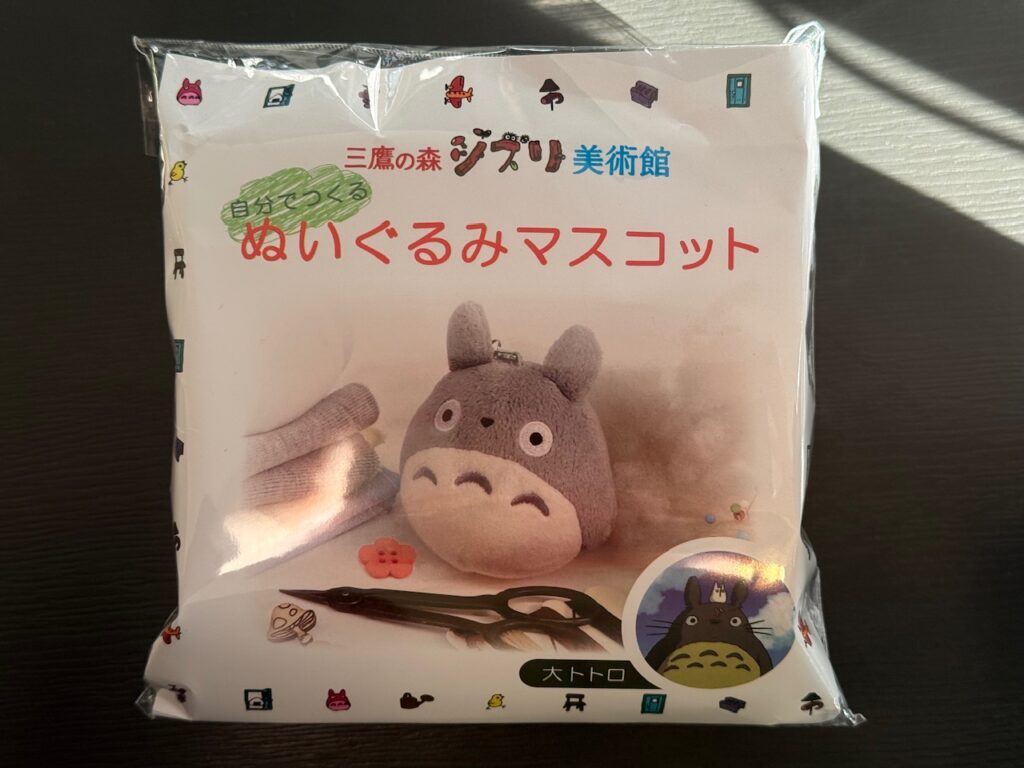 三鷹の森ジブリ美術館
自分でつくる
ぬいぐるみマスコット
大トトロ